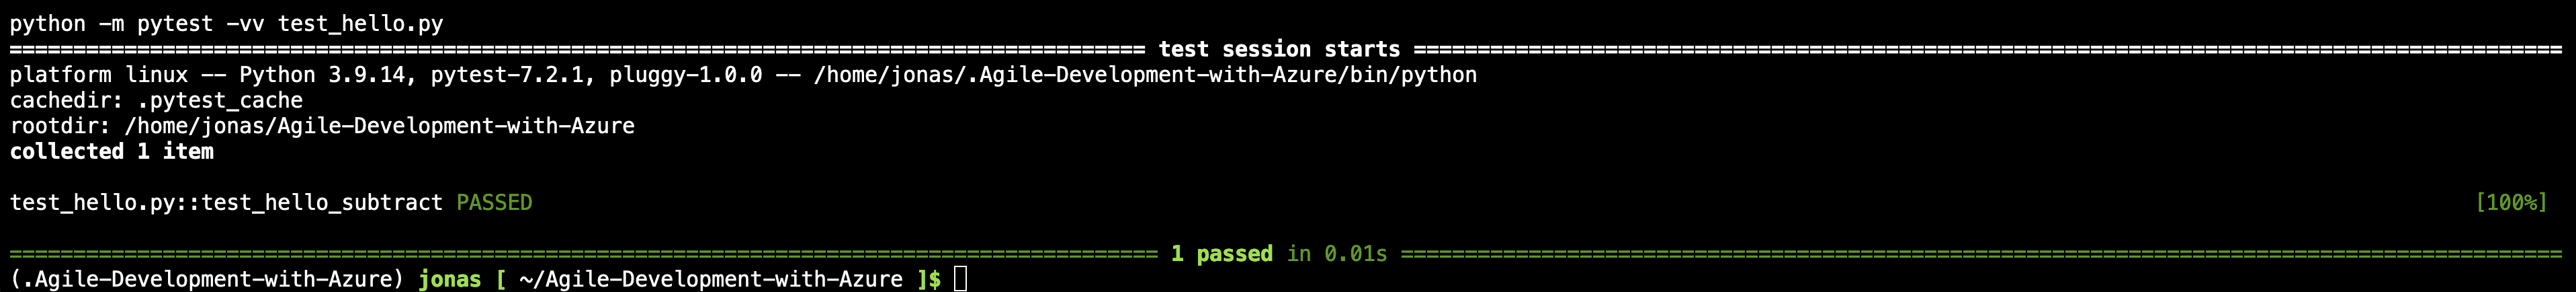 python -m pytest -vv test_hello.py
========================================================================================= test session starts ==========================================================================================
platform linux -- Python 3.9.14, pytest-7.2.1, pluggy-1.0.0 -- /home/jonas/.Agile-Development-with-Azure/bin/python
cachedir: .pytest_cache
rootdir: /home/jonas/Agile-Development-with-Azure
collected 1 item
test_hello.py::test_hello_subtract PASSED [100%]
========================================================================================== 1 passed in 0.01s ===========================================================================================
(.Agile-Development-with-Azure) jonas [ ~/Agile-Development-with-Azure ]$